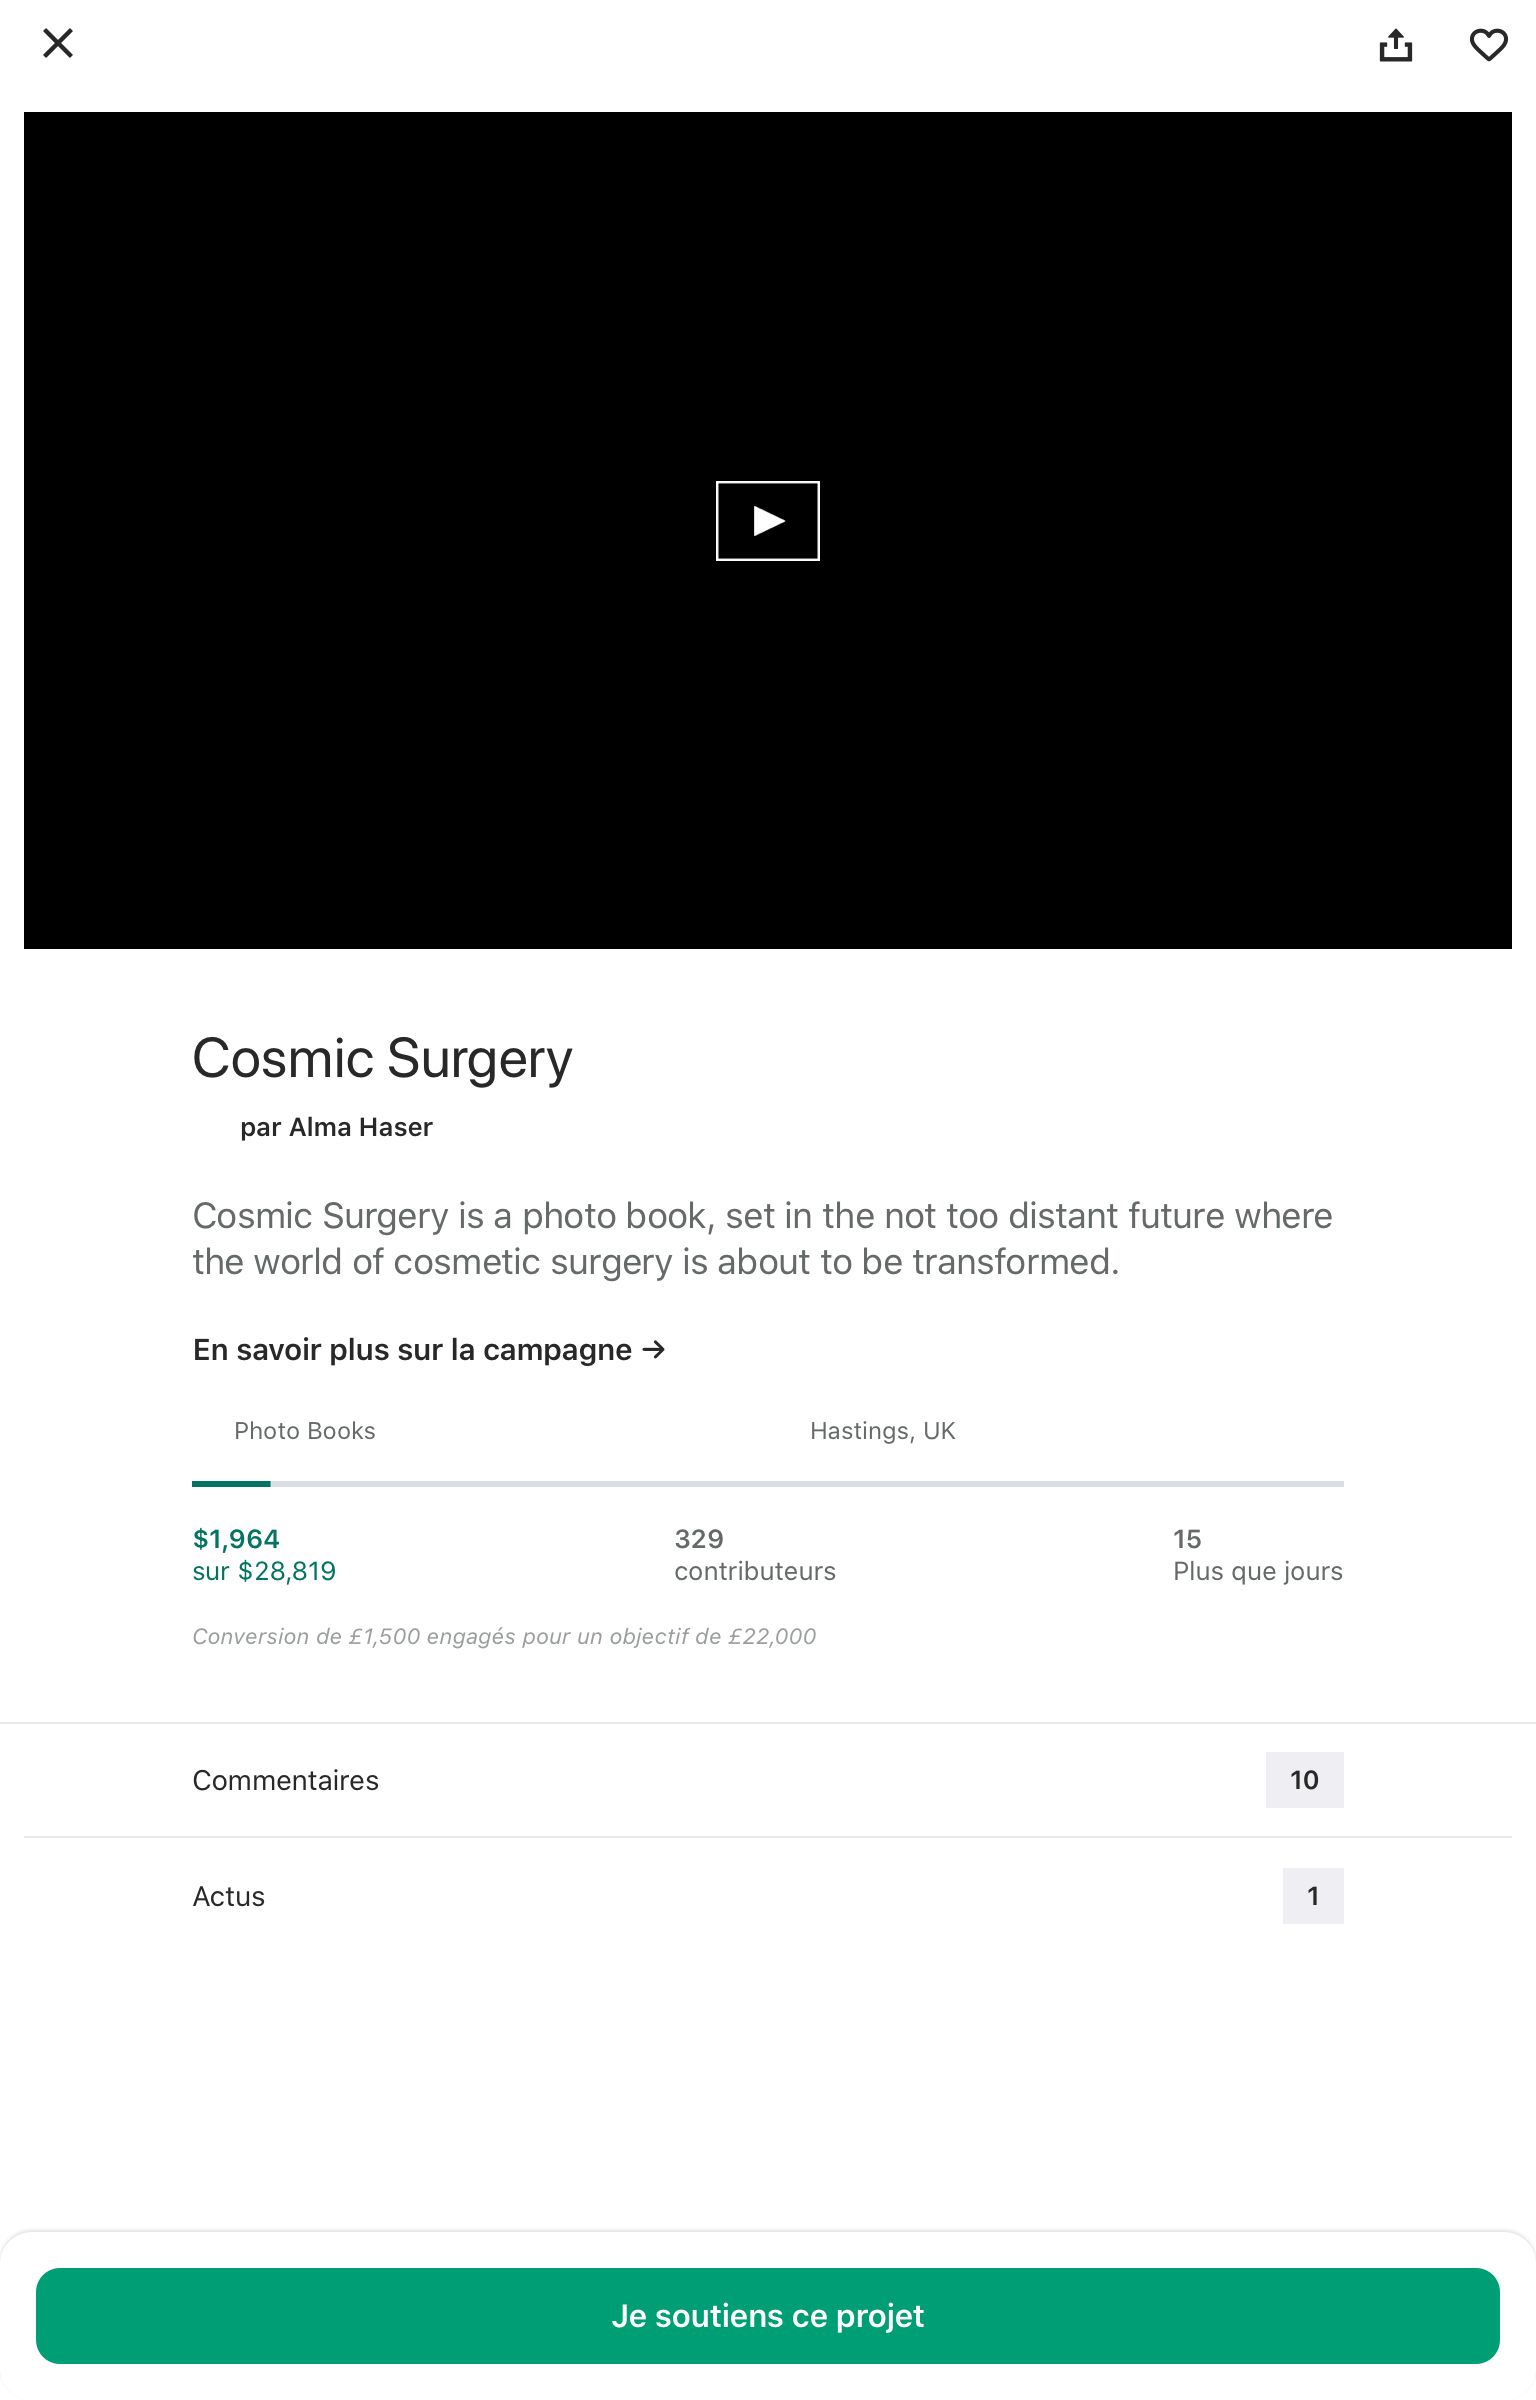 Cosmic Surgery
par Alma Haser
Cosmic Surgery is a photo book, set in the not too distant future where
the world of cosmetic surgery is about to be transformed.
En savoir plus sur la campagne →
Photo Books
Hastings, UK
$1,964
sur $28,819
329
contributeurs
15
Plus que jours
Conversion de £1,500 engagés pour un objectif de £22,000
Commentaires
10
Actus
1
Je soutiens ce projet